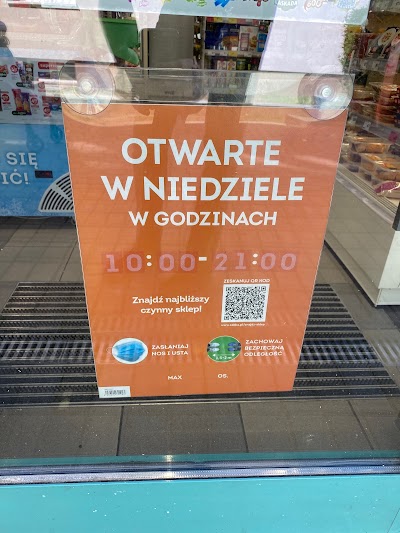 OTWARTE
W NIEDZIELE
W GODZINACH
10:00-21:00
ZESKANUJ QR KOD
Znajdź najbliższy
czynny sklep!
ZASŁANIAJ
NOS I USTA
ZACHOWAJ
BEZPIECZNĄ
ODLEGŁOŚĆ
MAX OS.
SIĘ
IĆ!